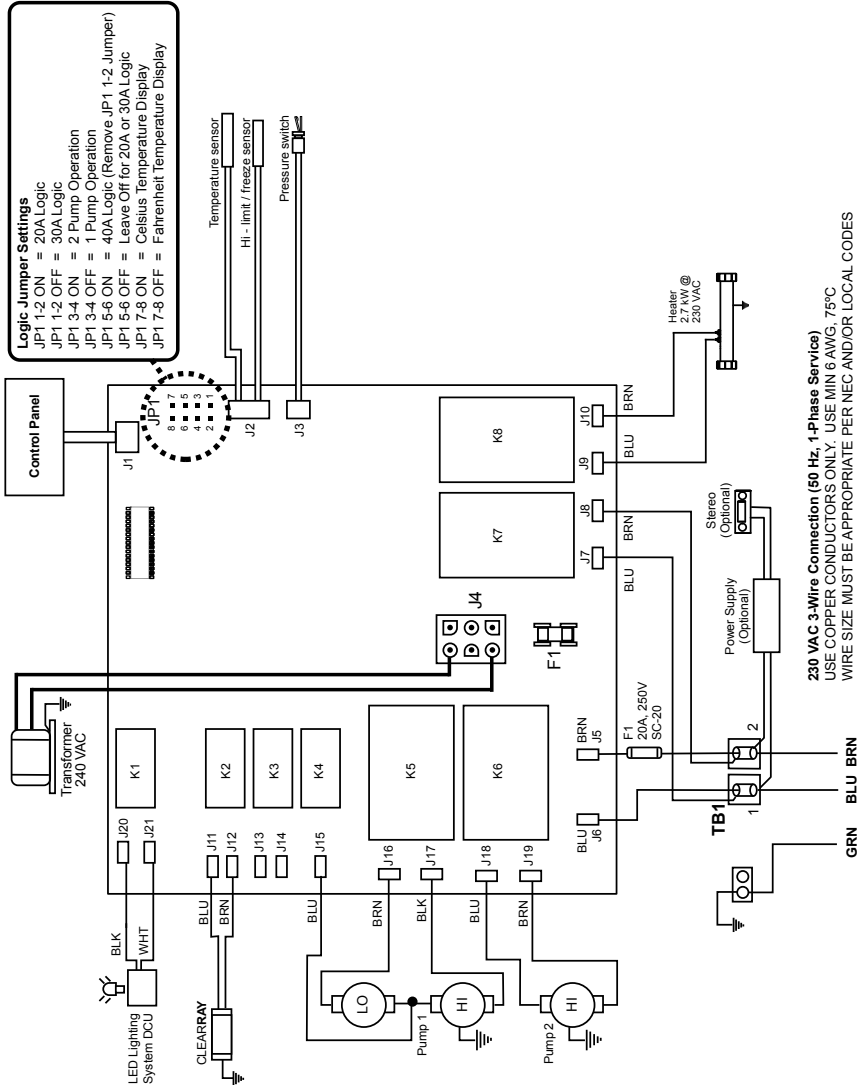 Logic Jumper Settings
JP1 1-2 ON = 20A Logic
JP1 1-2 OFF = 30A Logic
JP1 3-4 ON = 2 Pump Operation
JP1 3-4 OFF = 1 Pump Operation
JP1 5-6 ON = 40A Logic (Remove JP1 1-2 Jumper)
JP1 5-6 OFF = Leave Off for 20A or 30A Logic
JP1 7-8 ON = Celsius Temperature Display
JP1 7-8 OFF = Fahrenheit Temperature Display
Control Panel
J1
JP1
8 7
6 5
4 3
2 1
J2
J3
Temperature sensor
Hi - limit / freeze sensor
Pressure switch
Transformer
240 VAC
J4
F1
K1
K2
K3
K4
K5
K6
K7
K8
J20
J21
J11
J12
J13
J14
J15
J16
J17
J18
J19
BLK
WHT
BLU
BRN
BLU
BRN
BLK
BLU
BRN
LED Lighting
System DCU
CLEARRAY
LO
HI
Pump 1
HI
Pump 2
BLU
J6
BRN
J5
F1
20A, 250V
SC-20
J7
BLU
J8
BRN
J9
BLU
J10
BRN
Heater
2.7 kW @
230 VAC
Stereo
(Optional)
Power Supply
(Optional)
TB1
1
2
GRN
BLU
BRN
230 VAC 3-Wire Connection (50 Hz, 1-Phase Service)
USE COPPER CONDUCTORS ONLY. USE MIN 6 AWG, 75ºC
WIRE SIZE MUST BE APPROPRIATE PER NEC AND/OR LOCAL CODES